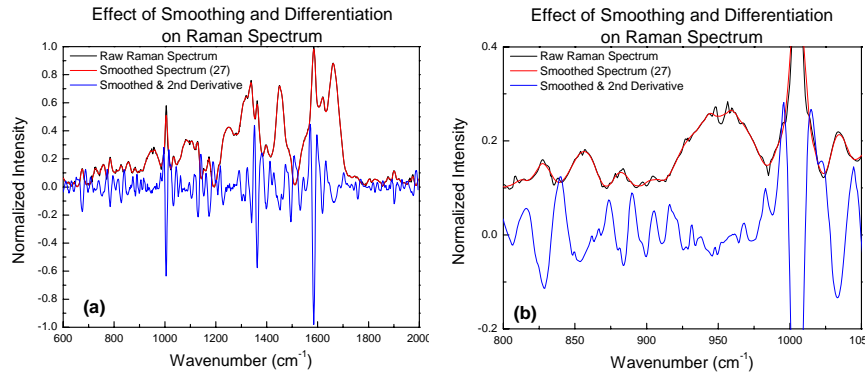 Effect of Smoothing and Differentiation
on Raman Spectrum
1.0
0.8
0.6
0.4
0.2
0.0
-0.2
-0.4
-0.6
-0.8
-1.0
Normalized Intensity
Raw Raman Spectrum
Smoothed Spectrum (27)
Smoothed & 2nd Derivative
(a)
600 800 1000 1200 1400 1600 1800 2000
Wavenumber (cm⁻¹)
Effect of Smoothing and Differentiation
on Raman Spectrum
0.4
0.2
0.0
-0.2
Normalized Intensity
Raw Raman Spectrum
Smoothed Spectrum (27)
Smoothed & 2nd Derivative
(b)
800 850 900 950 1000 105
Wavenumber (cm⁻¹)